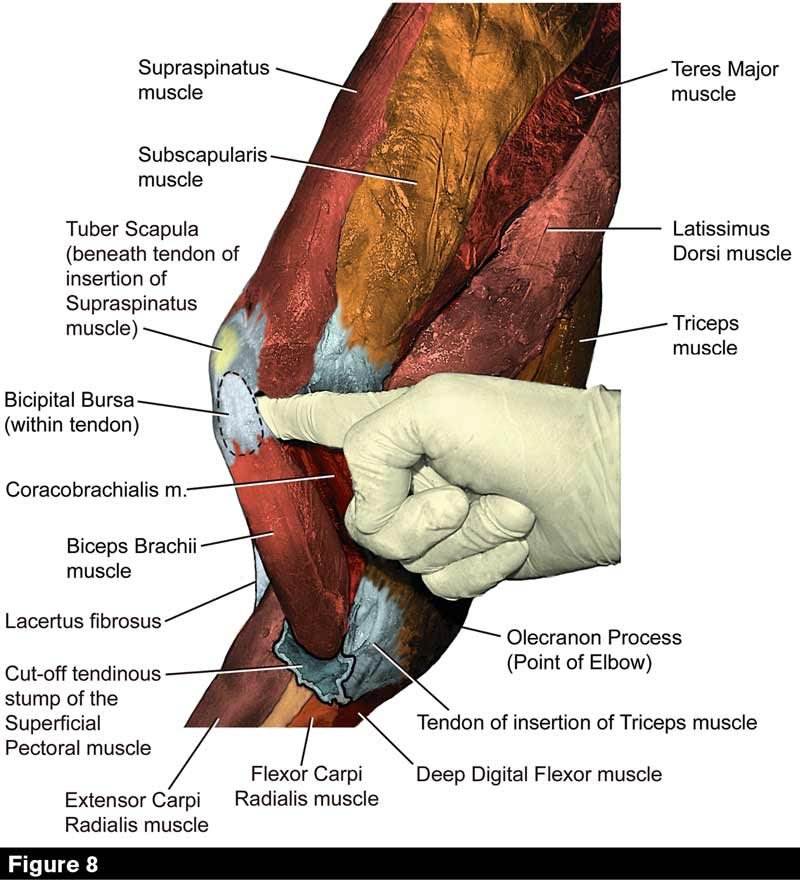 Supraspinatus
muscle
Teres Major
muscle
Subscapularis
muscle
Tuber Scapula
(beneath tendon of
insertion of
Supraspinatus
muscle)
Latissimus
Dorsi muscle
Triceps
muscle
Bicipital Bursa
(within tendon)
Coracobrachialis m.
Biceps Brachii
muscle
Lacertus fibrosus
Olecranon Process
(Point of Elbow)
Cut-off tendinous
stump of the
Superficial
Pectoral muscle
Tendon of insertion of Triceps muscle
Flexor Carpi
Radialis muscle
Deep Digital Flexor muscle
Extensor Carpi
Radialis muscle
Figure 8